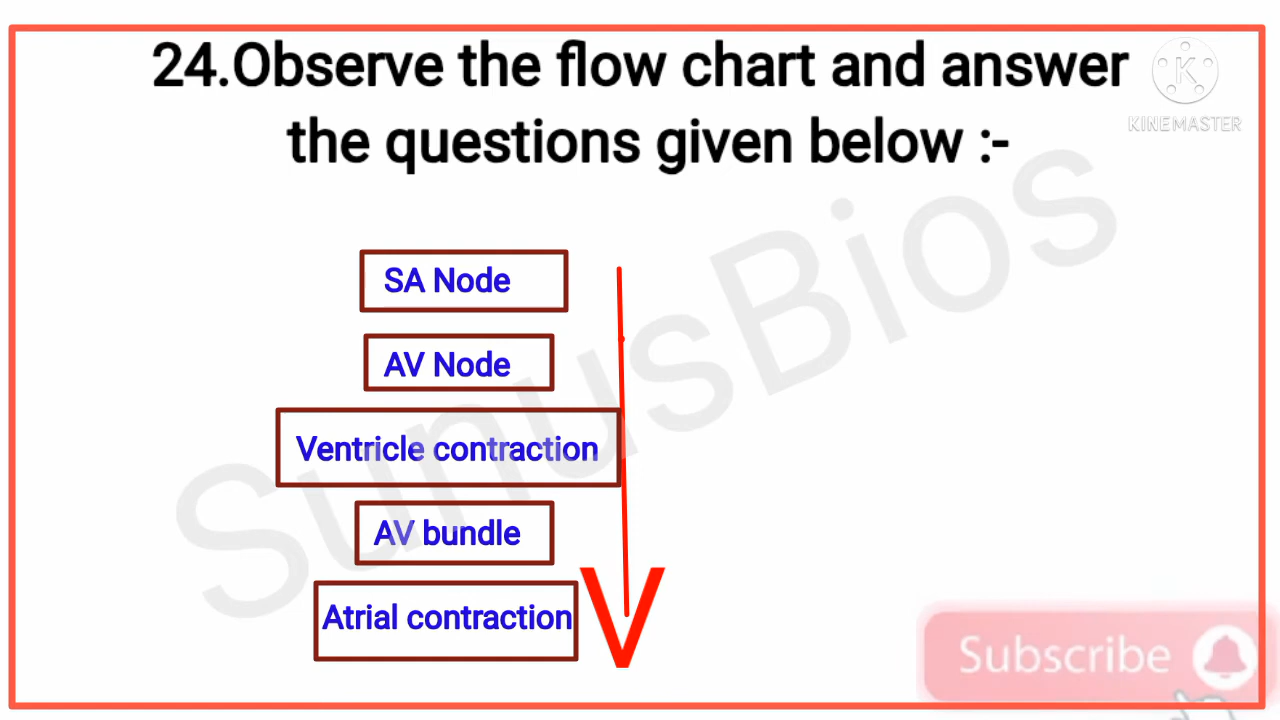 24.Observe the flow chart and answer
the questions given below :-
KINEMASTER
SA Node
AV Node
Ventricle contraction
AV bundle
Atrial contraction
SunusBios
Subscribe